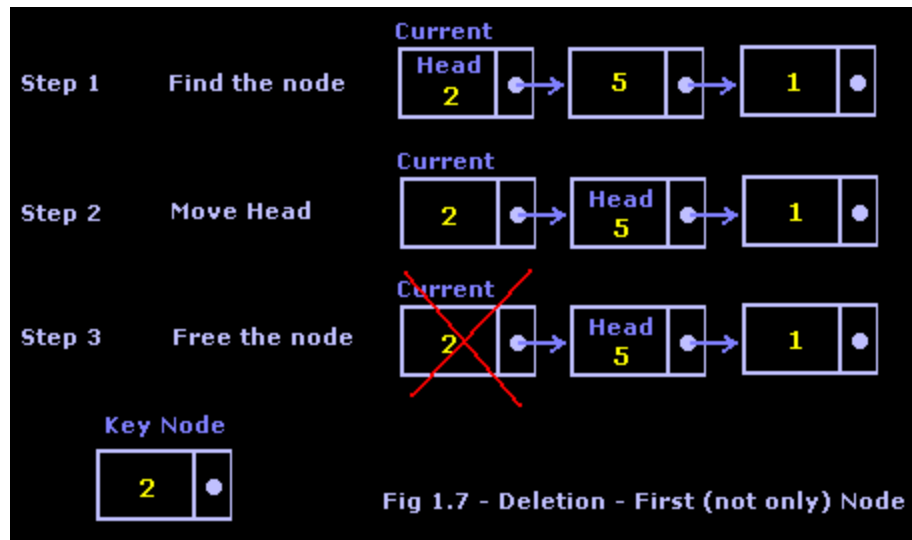 Current
Step 1 Find the node Head 2 5 1
Current
Step 2 Move Head 2 Head 5 1
Current
Step 3 Free the node 2 Head 5 1
Key Node
2
Fig 1.7 - Deletion - First (not only) Node